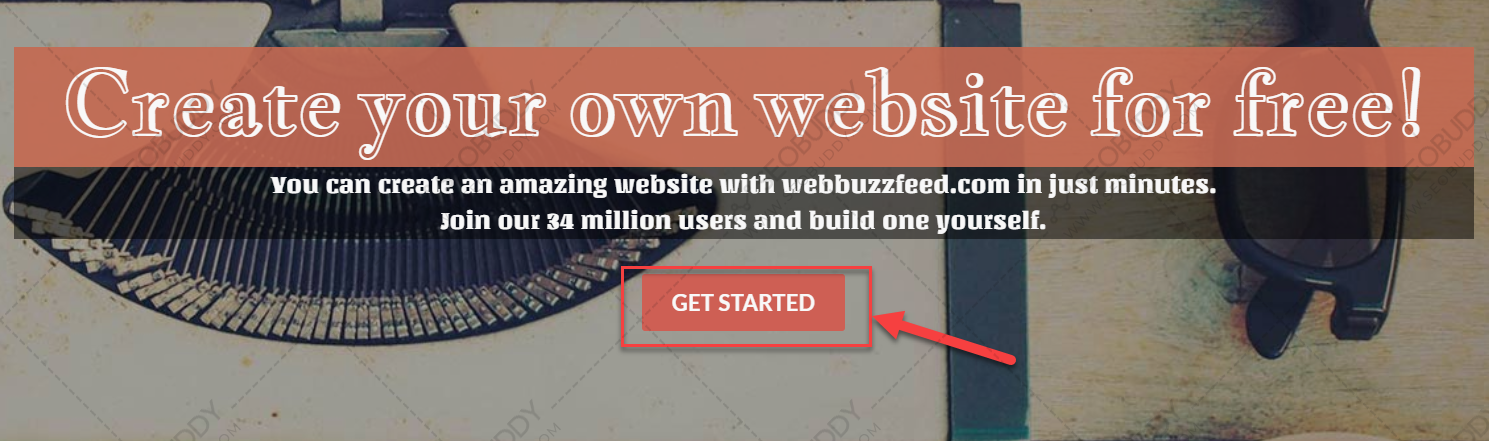 Create your own website for free!
You can create an amazing website with webbuzzfeed.com in just minutes.
Join our 34 million users and build one yourself.
GET STARTED